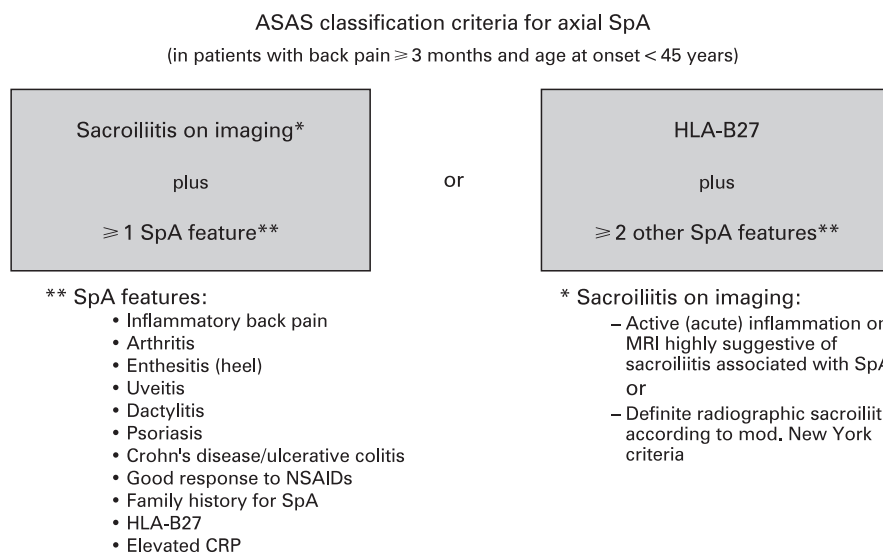 ASAS classification criteria for axial SpA
(in patients with back pain ⩾ 3 months and age at onset < 45 years)
Sacroiliitis on imaging*
plus
⩾ 1 SpA feature**
or
HLA-B27
plus
⩾ 2 other SpA features**
** SpA features:
• Inflammatory back pain
• Arthritis
• Enthesitis (heel)
• Uveitis
• Dactylitis
• Psoriasis
• Crohn's disease/ulcerative colitis
• Good response to NSAIDs
• Family history for SpA
• HLA-B27
• Elevated CRP
* Sacroiliitis on imaging:
– Active (acute) inflammation on
MRI highly suggestive of
sacroiliitis associated with SpA
or
– Definite radiographic sacroiliit
according to mod. New York
criteria